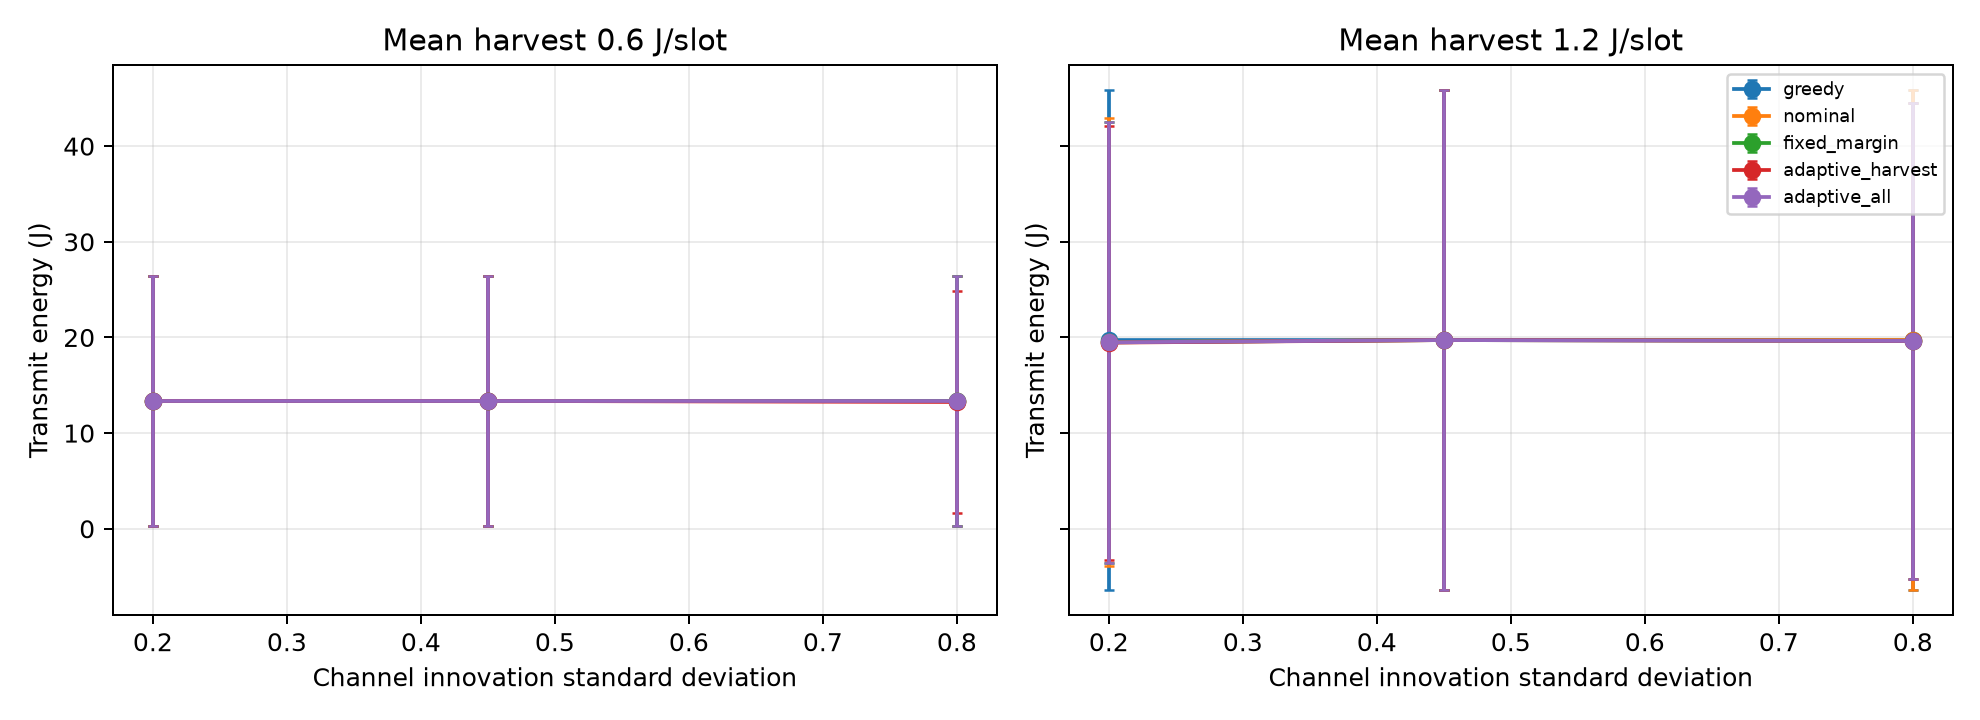 Mean harvest 0.6 J/slot
Transmit energy (J)
40
30
20
10
0
0.2 0.3 0.4 0.5 0.6 0.7 0.8
Channel innovation standard deviation
Mean harvest 1.2 J/slot
Transmit energy (J)
greedy
nominal
fixed_margin
adaptive_harvest
adaptive_all
0.2 0.3 0.4 0.5 0.6 0.7 0.8
Channel innovation standard deviation